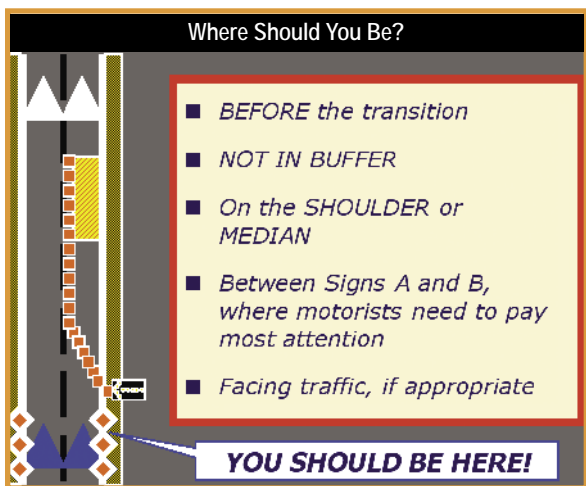 Where Should You Be?
BEFORE the transition
NOT IN BUFFER
On the SHOULDER or
MEDIAN
Between Signs A and B,
where motorists need to pay
most attention
Facing traffic, if appropriate
YOU SHOULD BE HERE!